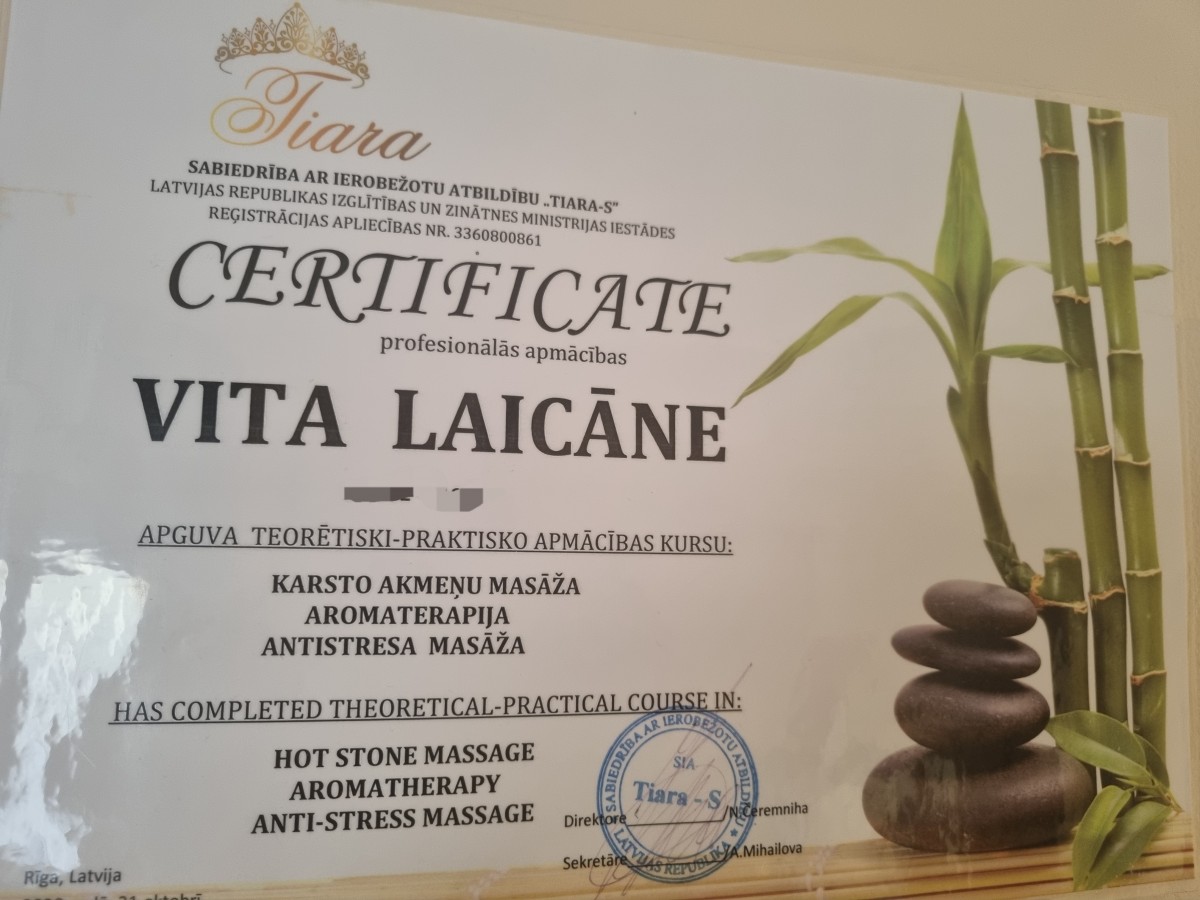 Tiara
SABIEDRĪBA AR IEROBEŽOTU ATBILDĪBU „TIARA-S”
LATVIJAS REPUBLIKAS IZGLĪTĪBAS UN ZINĀTNES MINISTRIJAS IESTĀDES
REĢISTRĀCIJAS APLIECĪBAS NR. 3360800861
CERTIFICATE
profesionālās apmācības
VITA LAICĀNE
APGUVA TEORĒTISKI-PRAKTISKO APMĀCĪBAS KURSU:
KARSTO AKMEŅU MASĀŽA
AROMATERAPIJA
ANTISTRESA MASĀŽA
HAS COMPLETED THEORETICAL-PRACTICAL COURSE IN:
HOT STONE MASSAGE
AROMATHERAPY
ANTI-STRESS MASSAGE
SABIEDRĪBA AR IEROBEŽOTU ATBILDĪBU
SIA
Tiara - S
LATVIJAS REPUBLIKA
Direktore /N.Ceremniha
Sekretāre /A.Mihailova
Rīga, Latvija
31 oktobrī